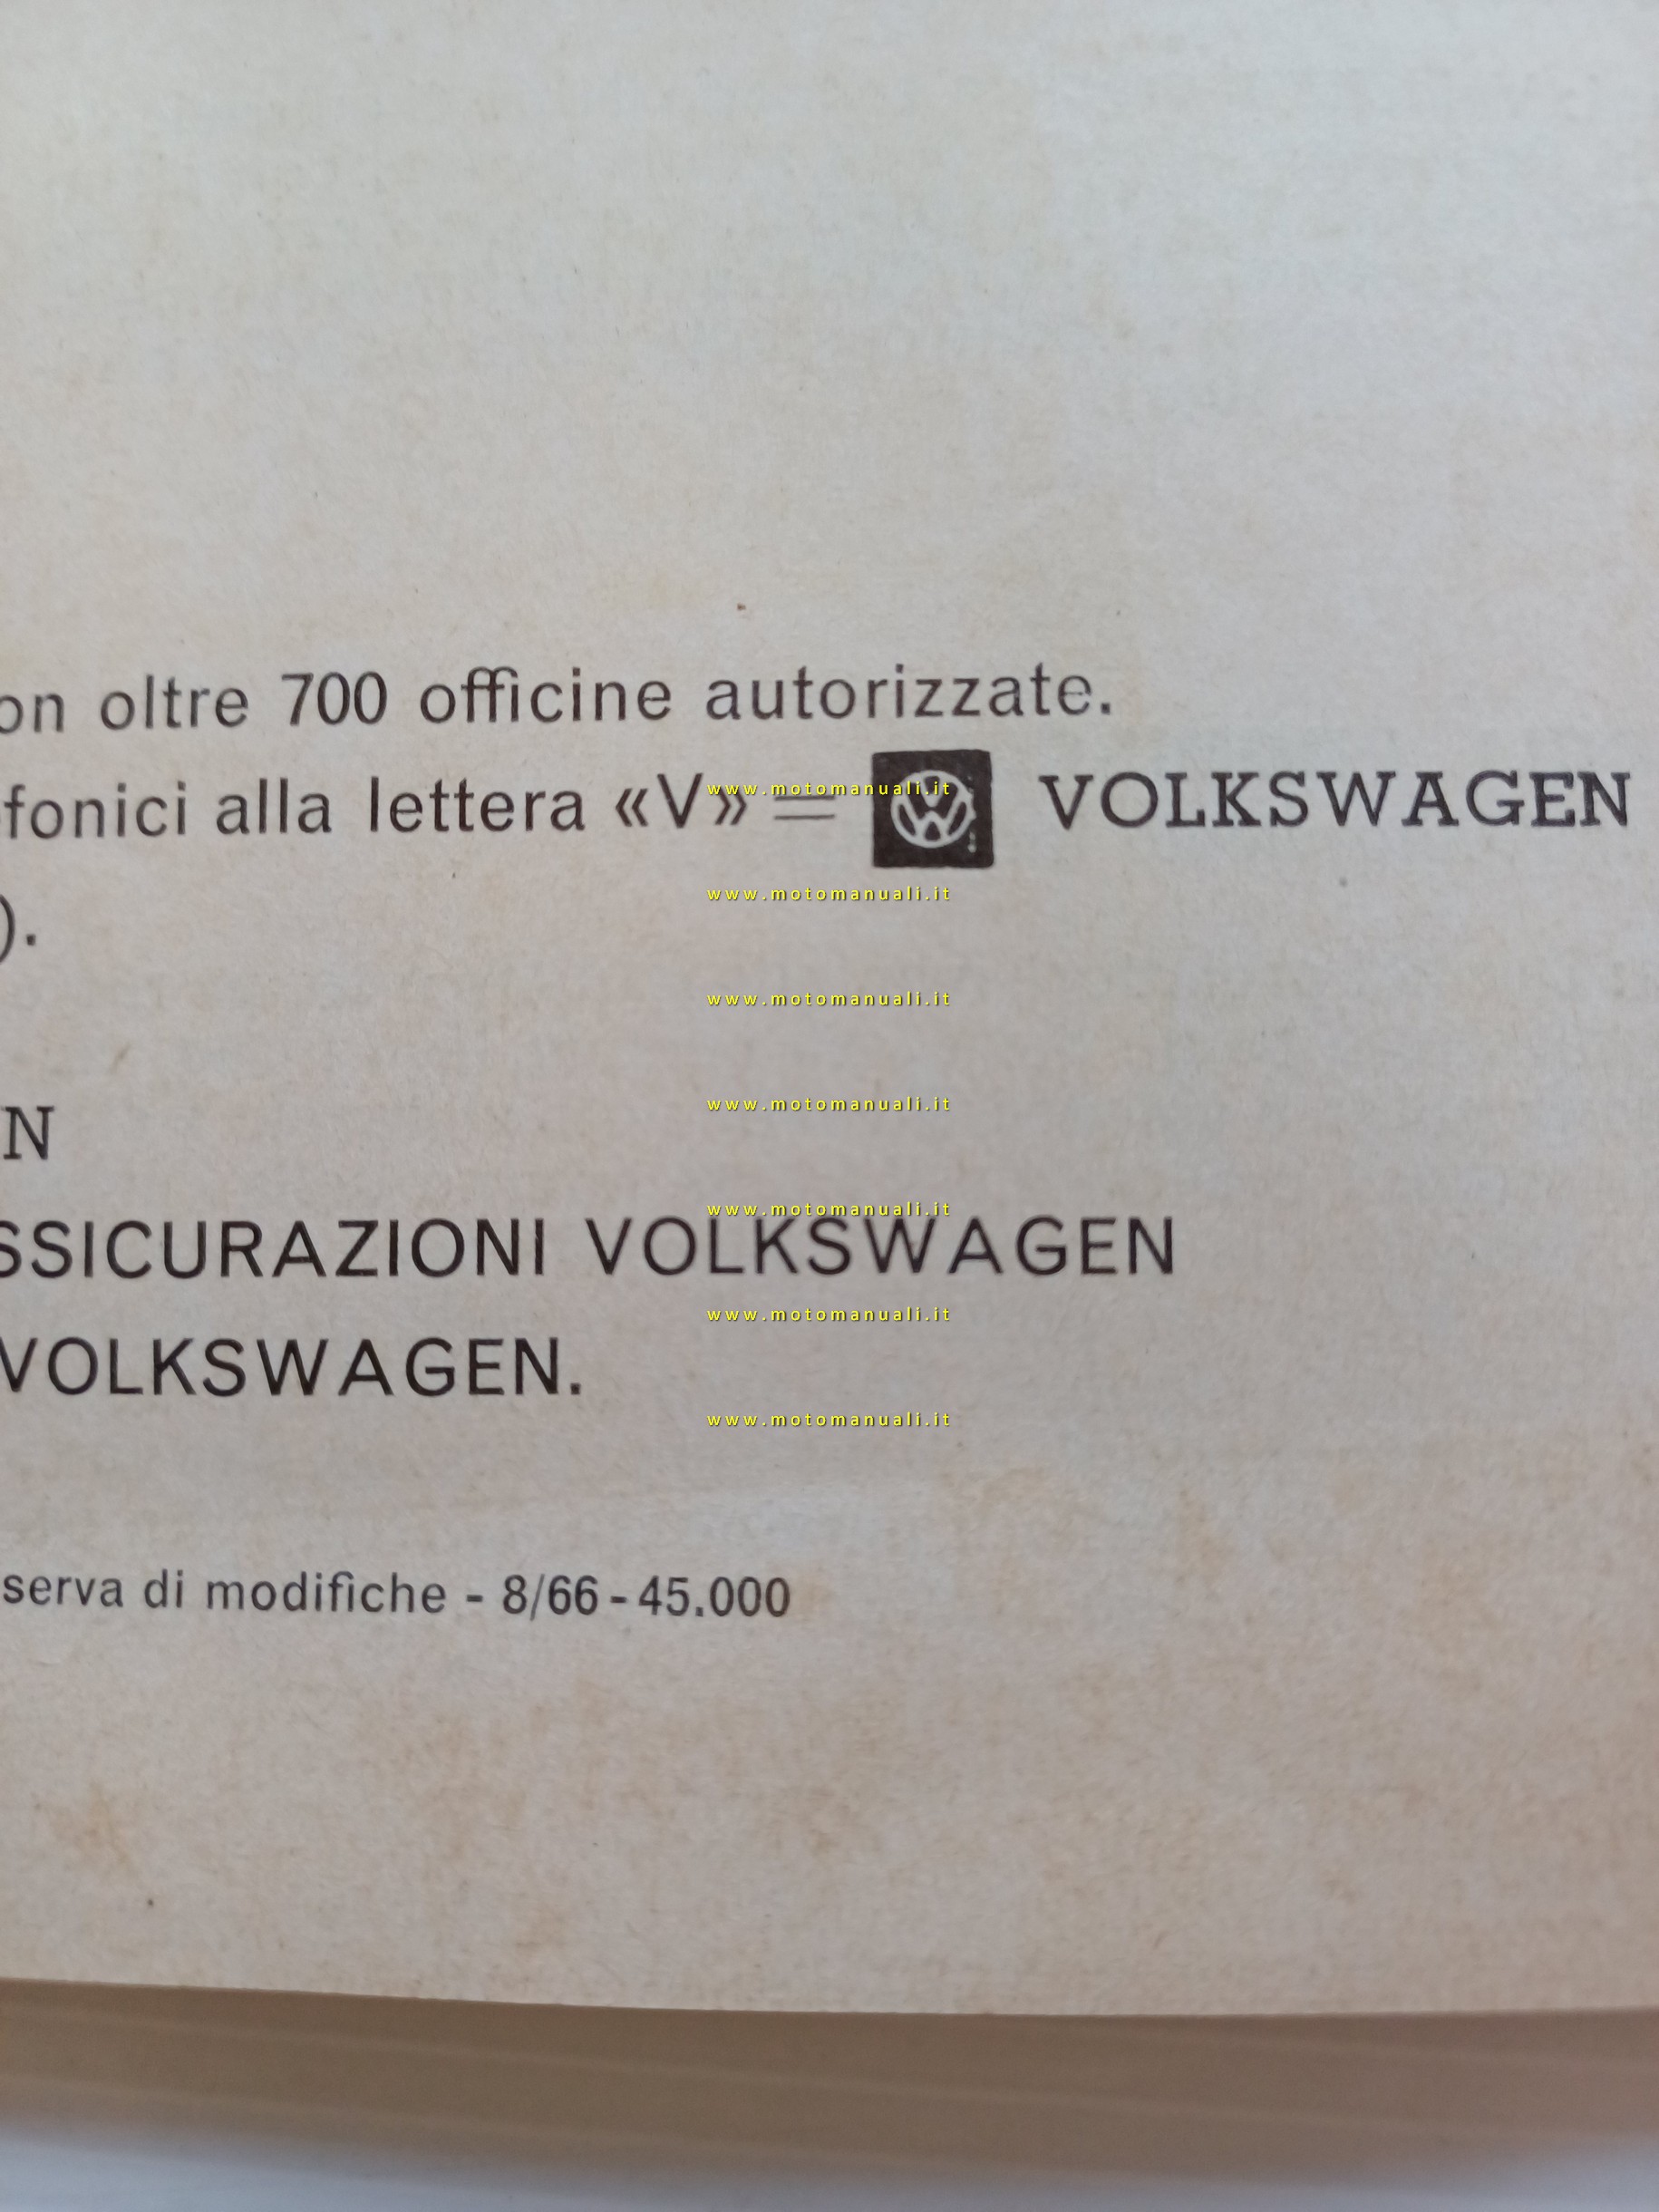 on oltre 700 officine autorizzate.
fonici alla lettera «V» = VW VOLKSWAGEN
).
N
SSICURAZIONI VOLKSWAGEN
VOLKSWAGEN.
serva di modifiche - 8/66 - 45.000
www.motomanuali.it
www.motomanuali.it
www.motomanuali.it
www.motomanuali.it
www.motomanuali.it
www.motomanuali.it
www.motomanuali.it